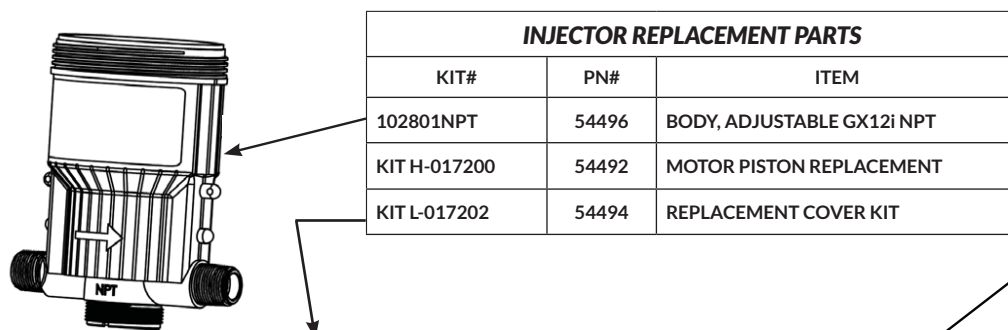 INJECTOR REPLACEMENT PARTS
KIT# PN# ITEM
102801NPT 54496 BODY, ADJUSTABLE GX12i NPT
KIT H-017200 54492 MOTOR PISTON REPLACEMENT
KIT L-017202 54494 REPLACEMENT COVER KIT
NPT